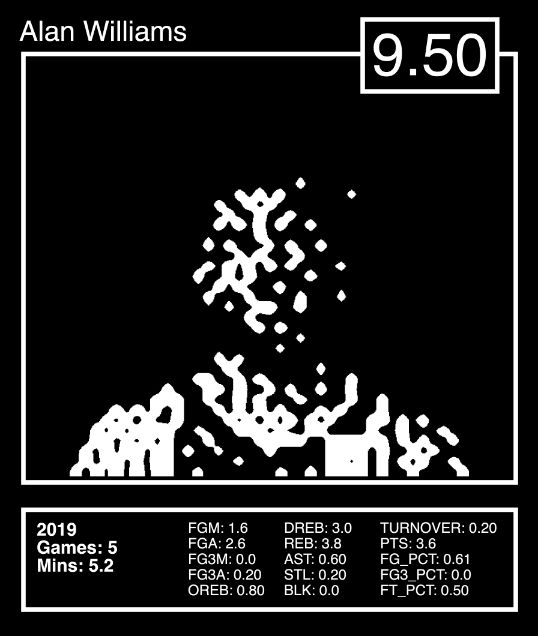 Alan Williams
9.50
2019
Games: 5
Mins: 5.2
FGM: 1.6
FGA: 2.6
FG3M: 0.0
FG3A: 0.20
OREB: 0.80
DREB: 3.0
REB: 3.8
AST: 0.60
STL: 0.20
BLK: 0.0
TURNOVER: 0.20
PTS: 3.6
FG_PCT: 0.61
FG3_PCT: 0.0
FT_PCT: 0.50